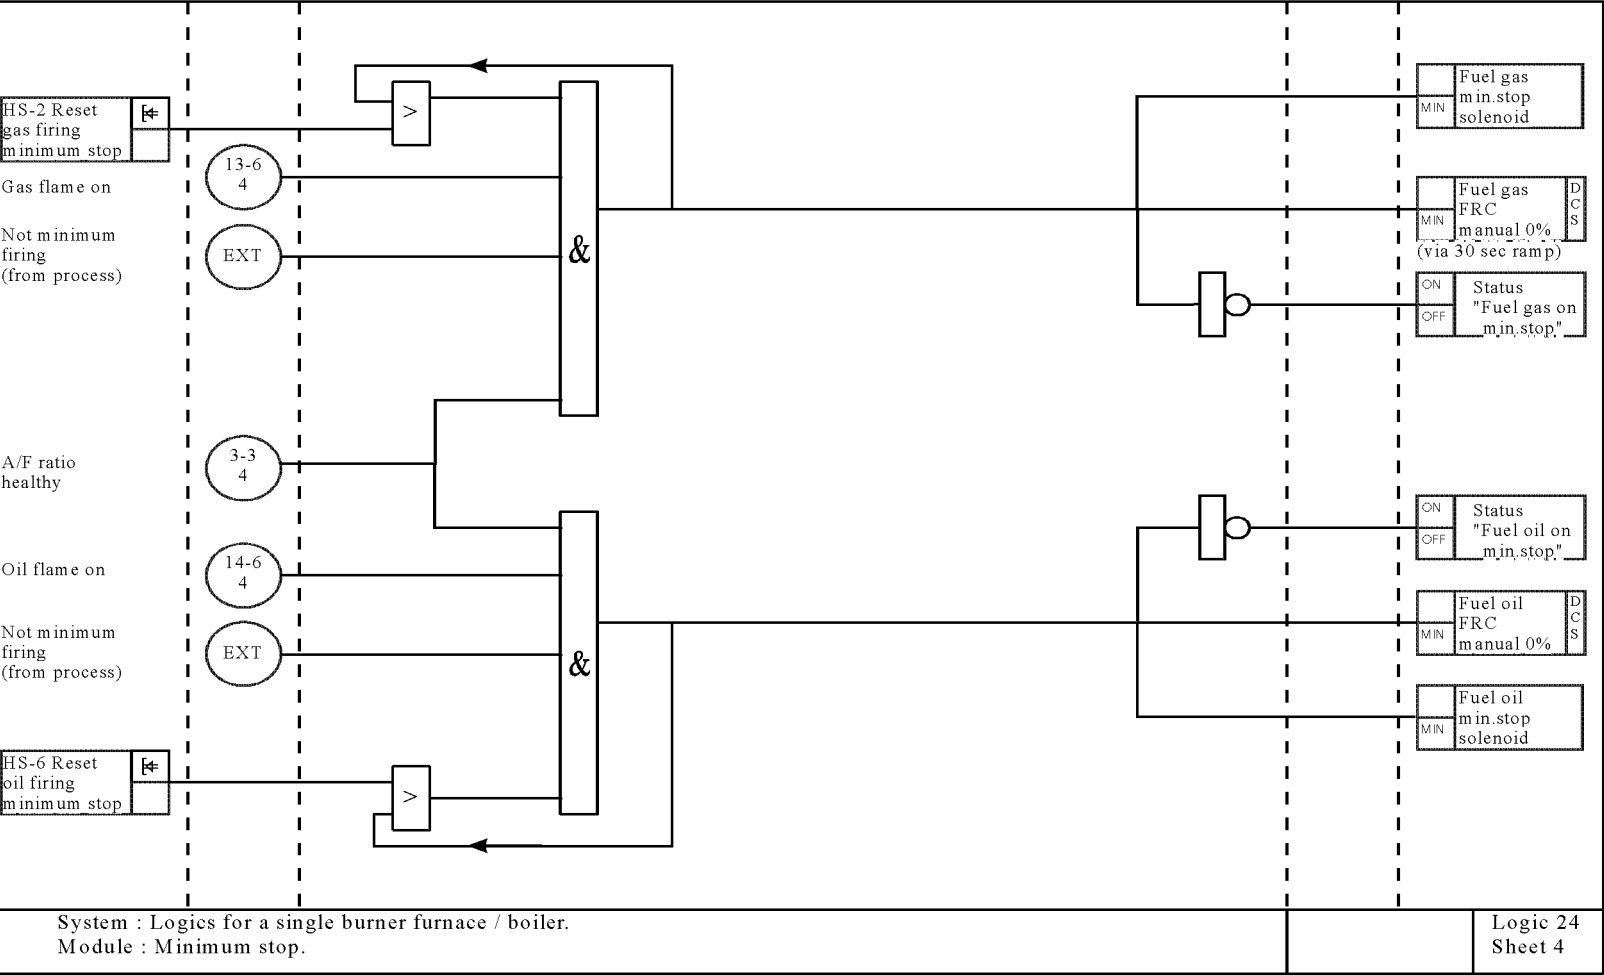 HS-2 Reset
gas firing
minimum stop
>
13-6
4
Gas flame on
Not minimum
firing
(from process)
EXT
&
Fuel gas
min.stop
solenoid
MIN
Fuel gas
FRC
manual 0%
MIN
DCS
(via 30 sec ramp)
ON
OFF
Status
"Fuel gas on
min.stop"
A/F ratio
healthy
3-3
4
Oil flame on
14-6
4
Not minimum
firing
(from process)
EXT
&
HS-6 Reset
oil firing
minimum stop
>
ON
OFF
Status
"Fuel oil on
min.stop"
Fuel oil
FRC
manual 0%
MIN
DCS
Fuel oil
min.stop
solenoid
MIN
System : Logics for a single burner furnace / boiler.
Module : Minimum stop.
Logic 24
Sheet 4